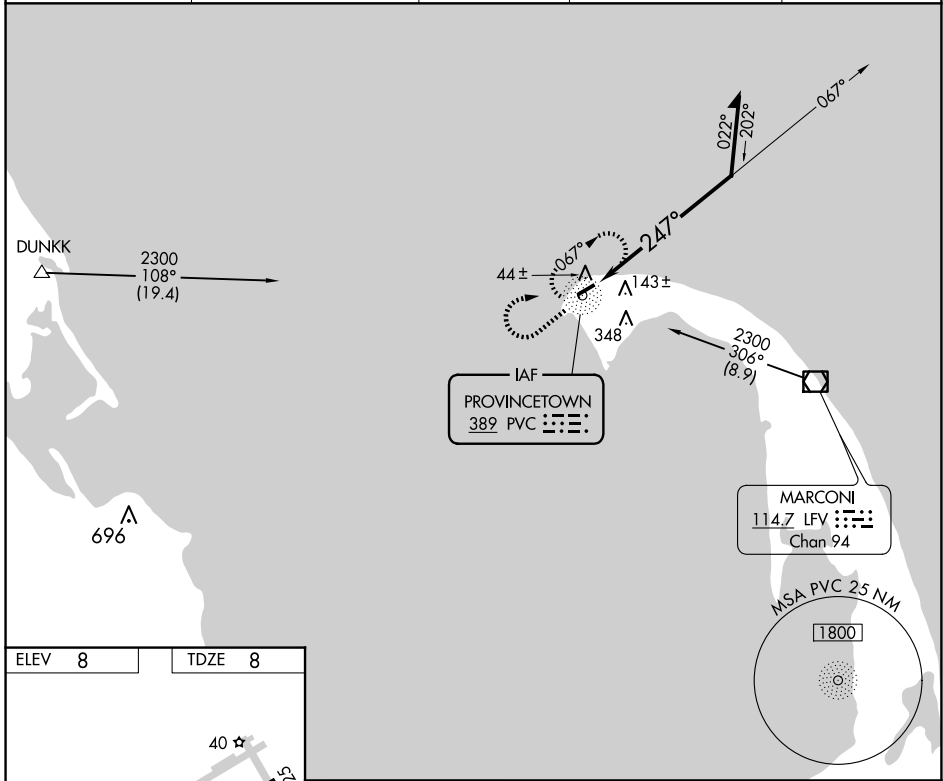 067°
022°
202°
247°
DUNKK
2300
108°
(19.4)
067°
44±
143±
348
2300
306°
(8.9)
IAF
PROVINCETOWN
389 PVC
MARCONI
114.7 LFV
Chan 94
696
MSA PVC 25 NM
1800
ELEV 8
TDZE 8
40
25